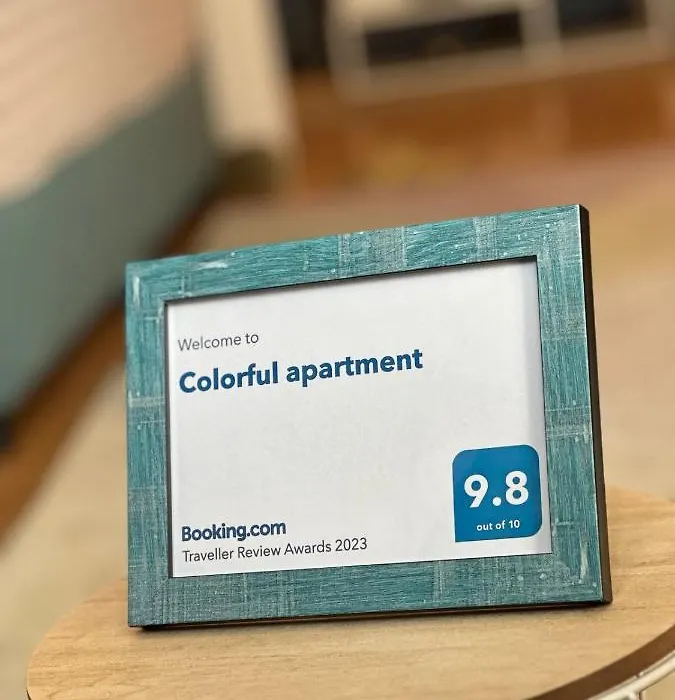 Welcome to
Colorful apartment
9.8
out of 10
Booking.com
Traveller Review Awards 2023